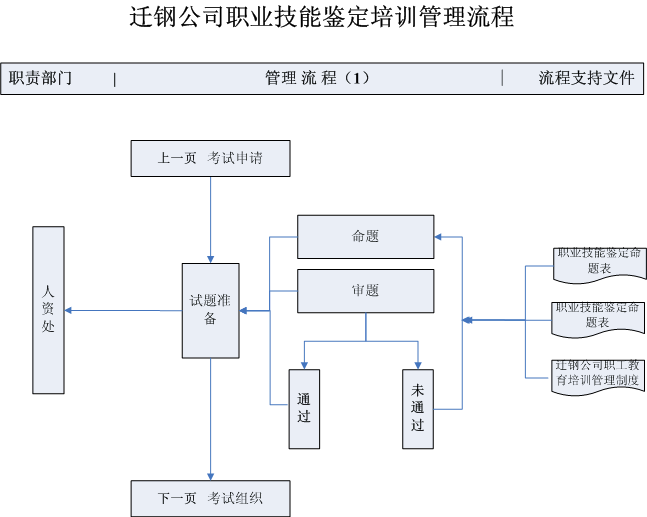 迁钢公司职业技能鉴定培训管理流程
职责部门 | 管 理 流 程（1） | 流程支持文件
上一页 考试申请
命题
职业技能鉴定命
题表
人
资
处
试题准
备
审题
职业技能鉴定命
题表
迁钢公司职工教
育培训管理制度
通
过
未
通
过
下一页 考试组织